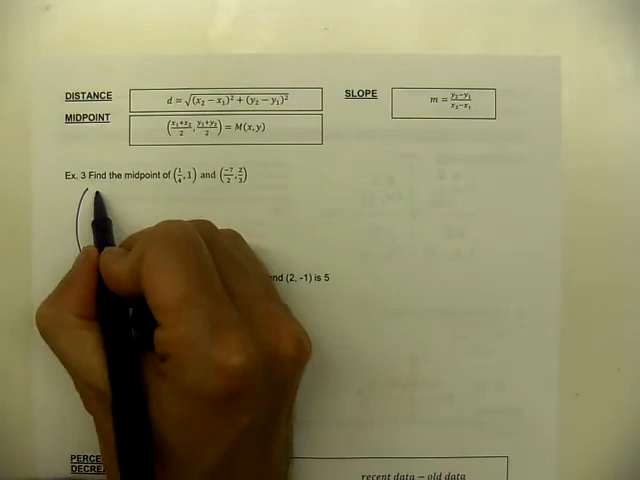 DISTANCE d = √(x₂ − x₁)² + (y₂ − y₁)² SLOPE m = y₂−y₁/x₂−x₁
MIDPOINT (x₁+x₂/2, y₁+y₂/2) = M(x, y)
Ex. 3 Find the midpoint of (1/4, 1) and (−7/2, 2/3)
and (2, -1) is 5
recent data − old data